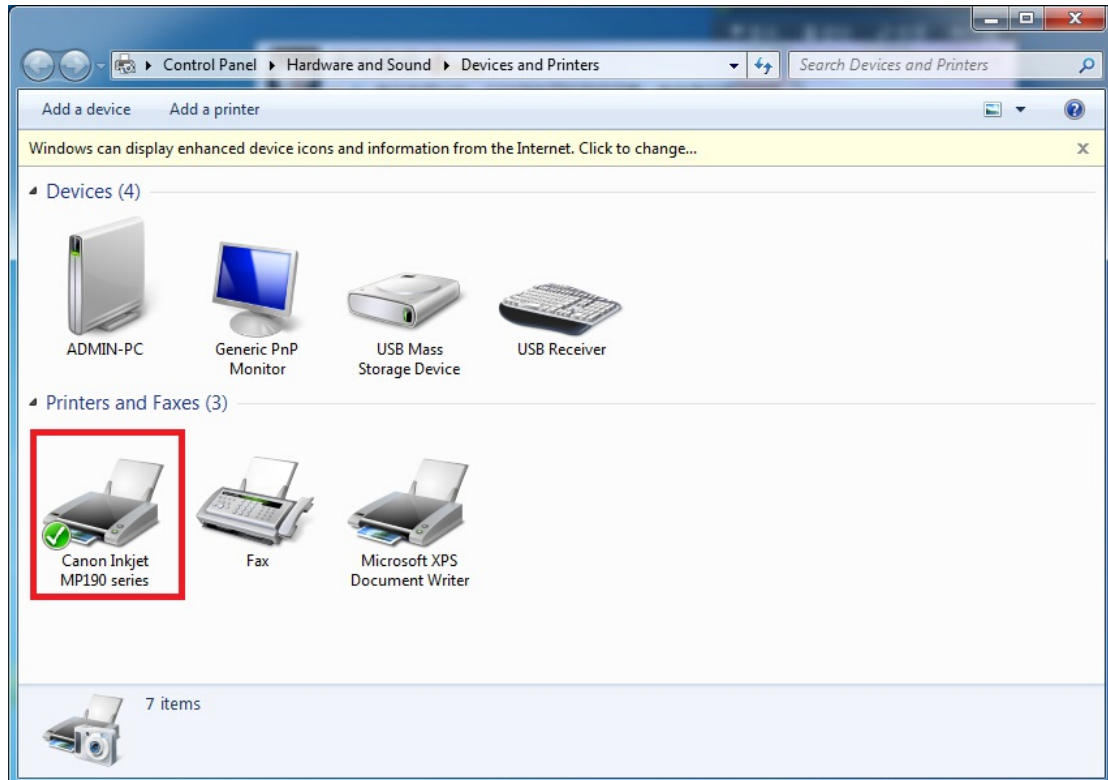 Control Panel Hardware and Sound Devices and Printers
Search Devices and Printers
Add a device Add a printer
Windows can display enhanced device icons and information from the Internet. Click to change...
Devices (4)
ADMIN-PC
Generic PnP
Monitor
USB Mass
Storage Device
USB Receiver
Printers and Faxes (3)
Canon Inkjet
MP190 series
Fax
Microsoft XPS
Document Writer
7 items